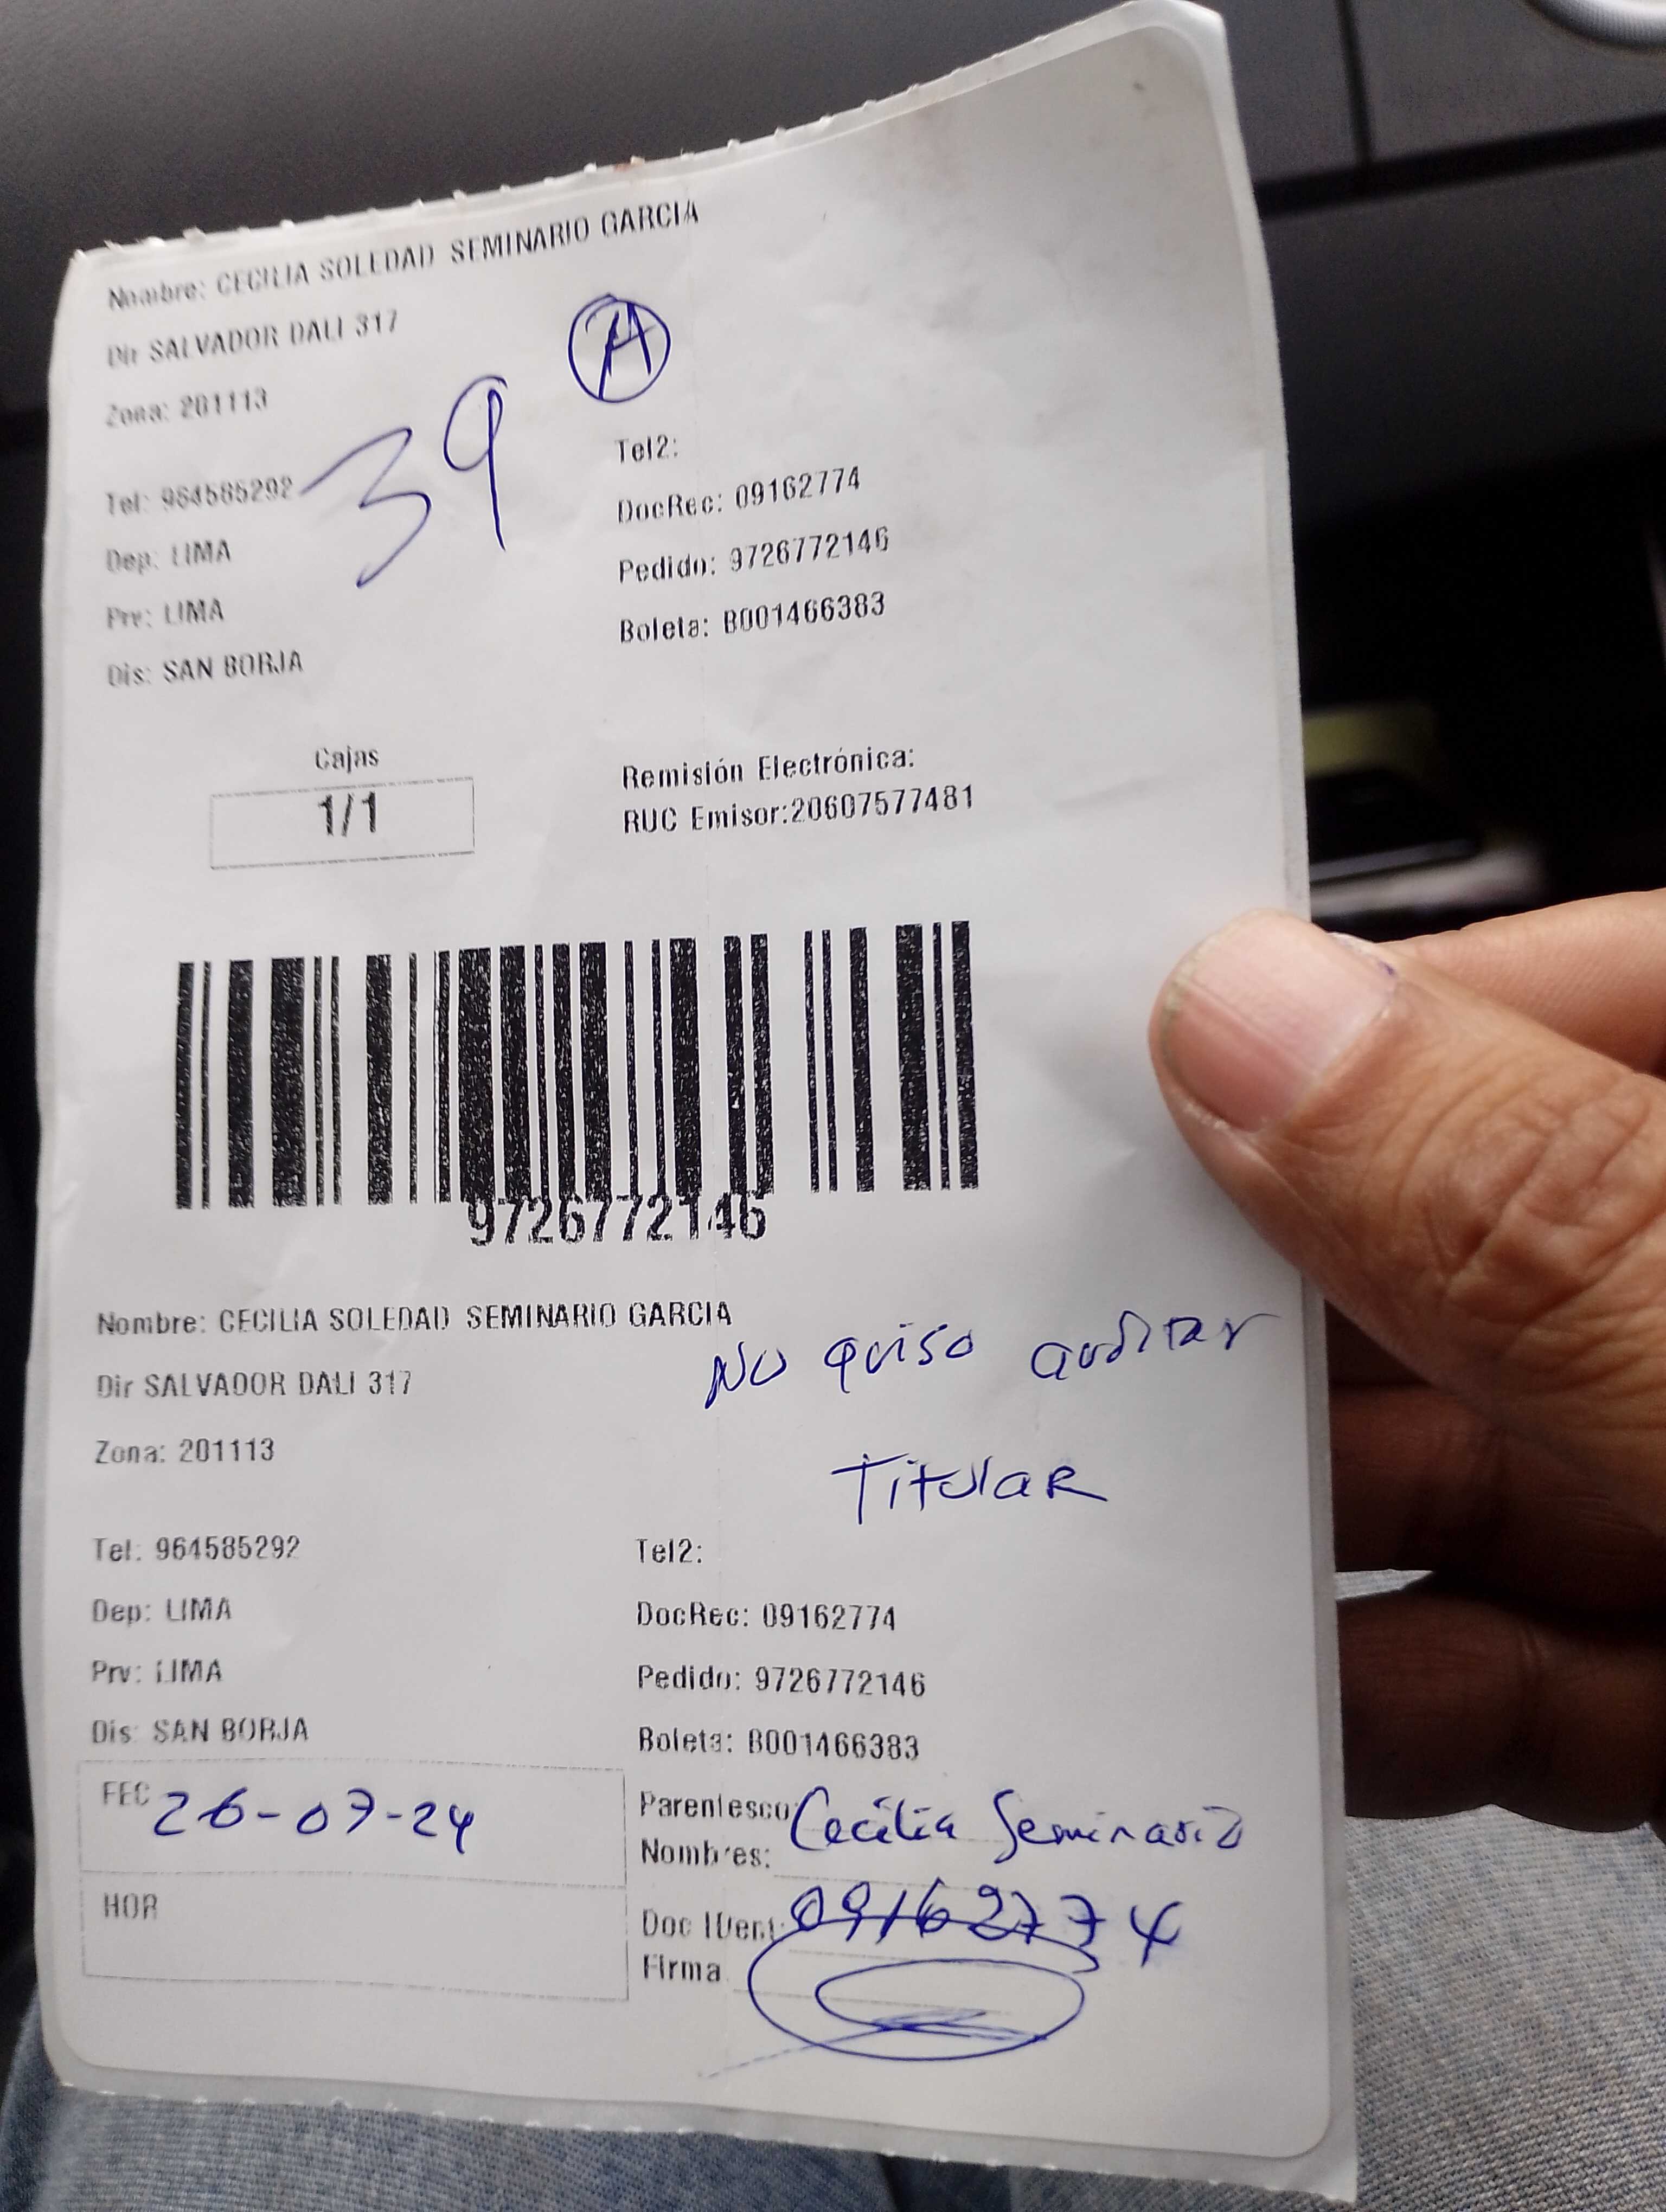 Nombre: CECILIA SOLEDAD SEMINARIO GARCIA
Dir SALVADOR DALI 317
A
Zona: 201113
39
Tel: 964585292
Tel2:
DocRec: 09162774
Dep: LIMA
Pedido: 9726772146
Prv: LIMA
Boleta: B001466383
Dis: SAN BORJA
Cajas
1/1
Remisión Electrónica:
RUC Emisor:20607577481
9726772146
Nombre: CECILIA SOLEDAD SEMINARIO GARCIA
No quiso auditar
Dir SALVADOR DALI 317
Zona: 201113
Titular
Tel: 964585292
Tel2:
Dep: LIMA
DocRec: 09162774
Prv: LIMA
Pedido: 9726772146
Dis: SAN BORJA
Boleta: B001466383
FEC 26-07-24
Parentesco
Cecilia Seminario
Nombres:
HOR
Doc IDent: 09162774
Firma